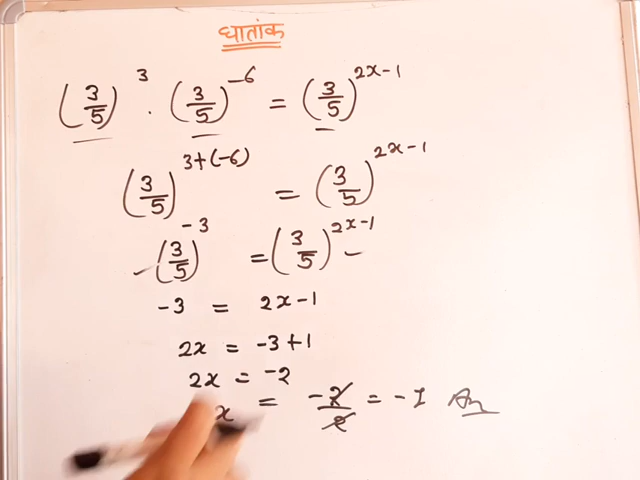 घातांक
(3/5)^3 . (3/5)^-6 = (3/5)^2x-1
(3/5)^3+(-6) = (3/5)^2x-1
(3/5)^-3 = (3/5)^2x-1
-3 = 2x-1
2x = -3+1
2x = -2
x = -2/2 = -1 An